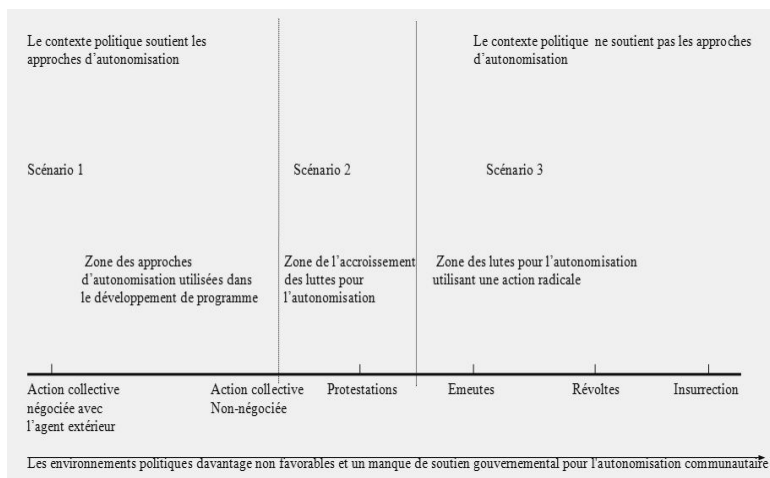 Le contexte politique soutient les
approches d'autonomisation
Le contexte politique ne soutient pas les approches
d'autonomisation
Scénario 1
Scénario 2
Scénario 3
Zone des approches
d'autonomisation utilisées dans
le développement de programme
Zone de l'accroissement
des luttes pour
l'autonomisation
Zone des lutes pour l'autonomisation
utilisant une action radicale
Action collective
négociée avec
l'agent extérieur
Action collective
Non-négociée
Protestations
Emeutes
Révoltes
Insurrection
Les environnements politiques davantage non favorables et un manque de soutien gouvernemental pour l'autonomisation communautaire